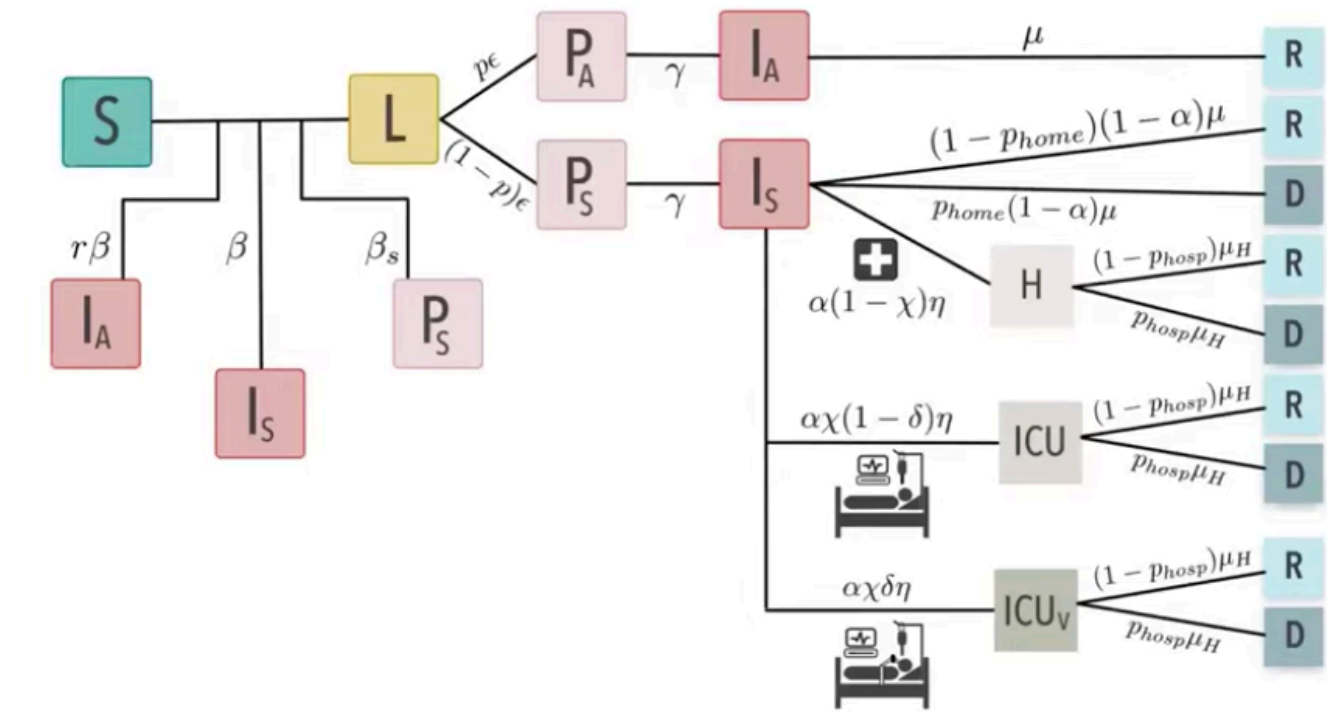 S
L
pϵ
(1 − p)ϵ
P_A
P_S
γ
γ
I_A
I_S
μ
R
(1 − p_home)(1 − α)μ
R
p_home(1 − α)μ
D
rβ
β
β_s
I_A
I_S
P_S
α(1 − χ)η
H
(1 − p_hosp)μ_H
R
p_hosp μ_H
D
αχ(1 − δ)η
ICU
(1 − p_hosp)μ_H
R
p_hosp μ_H
D
αχδη
ICU_V
(1 − p_hosp)μ_H
R
p_hosp μ_H
D